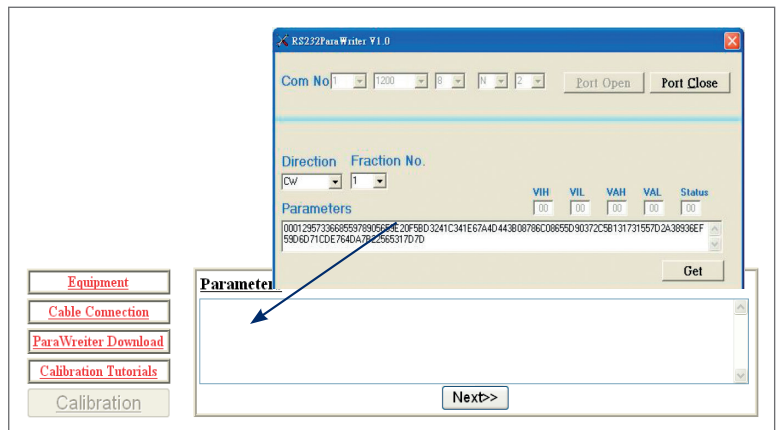 RS232ParaWriter V1.0
Com No 1 1200 8 N 2 Port Open Port Close
Direction Fraction No.
CW 1
VIH VIL VAH VAL Status
00 00 00 00 00
Parameters
Get
Equipment
Cable Connection
ParaWreiter Download
Calibration Tutorials
Calibration
Parameter
Next>>